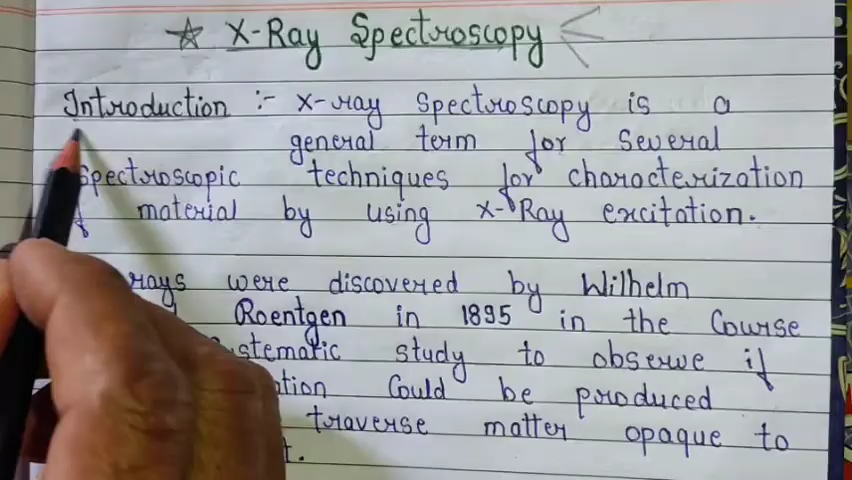 X-Ray Spectroscopy
Introduction :- X-ray Spectroscopy is a
general term for Several
Spectroscopic techniques for characterization
material by using X-Ray excitation.
rays were discovered by Wilhelm
Roentgen in 1895 in the Course
study to observe if
Could be produced
traverse matter opaque to